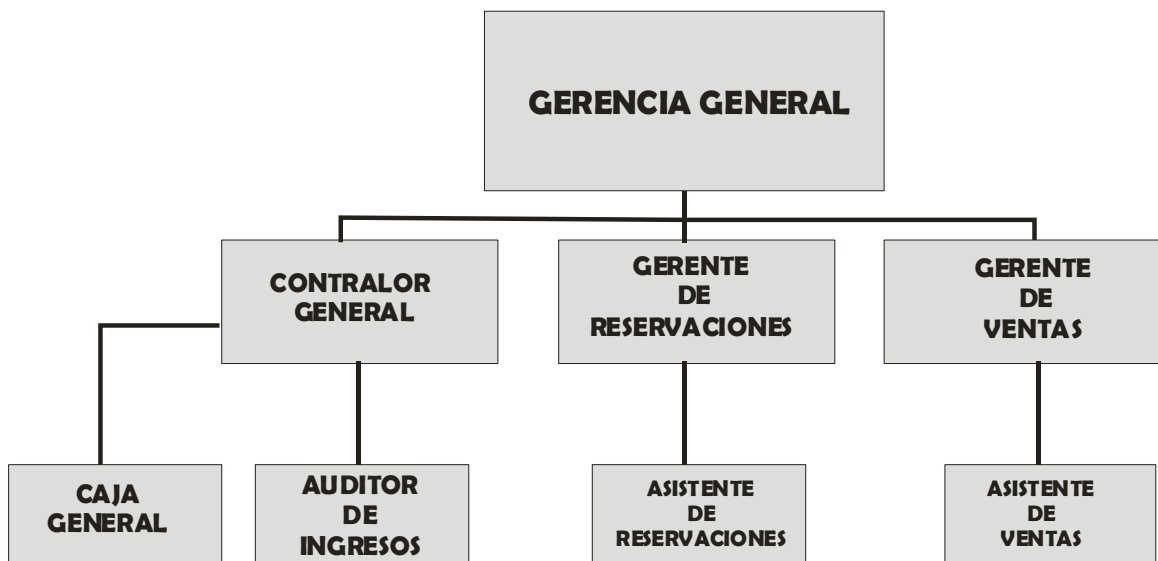 GERENCIA GENERAL
CONTRALOR
GENERAL
GERENTE
DE
RESERVACIONES
GERENTE
DE
VENTAS
CAJA
GENERAL
AUDITOR
DE
INGRESOS
ASISTENTE
DE
RESERVACIONES
ASISTENTE
DE
VENTAS